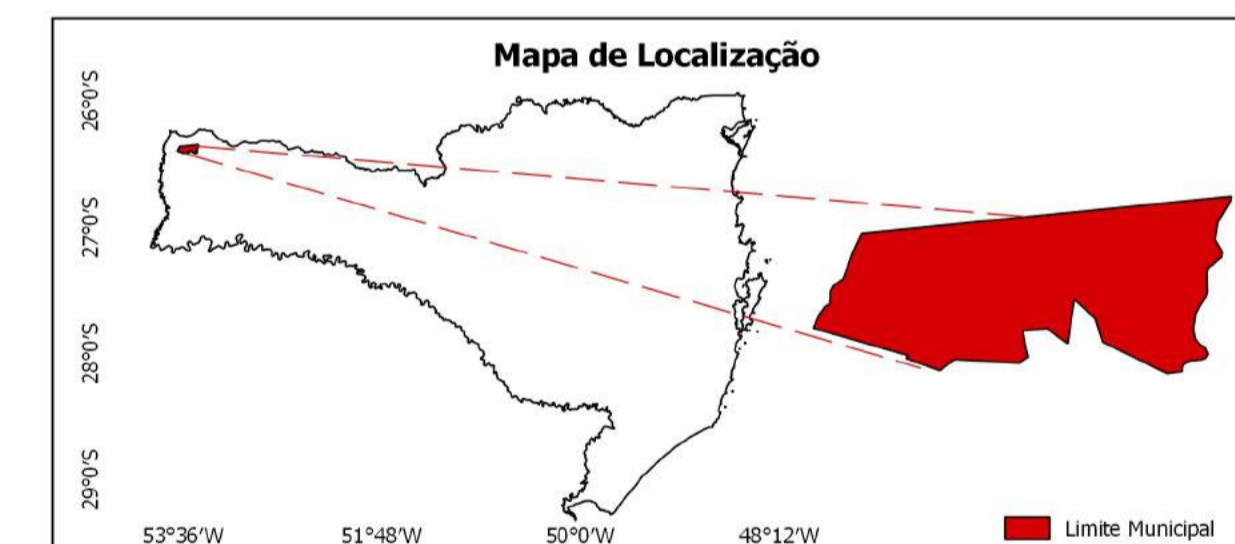 Mapa de Localização
26°0'S
27°0'S
28°0'S
29°0'S
53°36'W
51°48'W
50°0'W
48°12'W
Limite Municipal